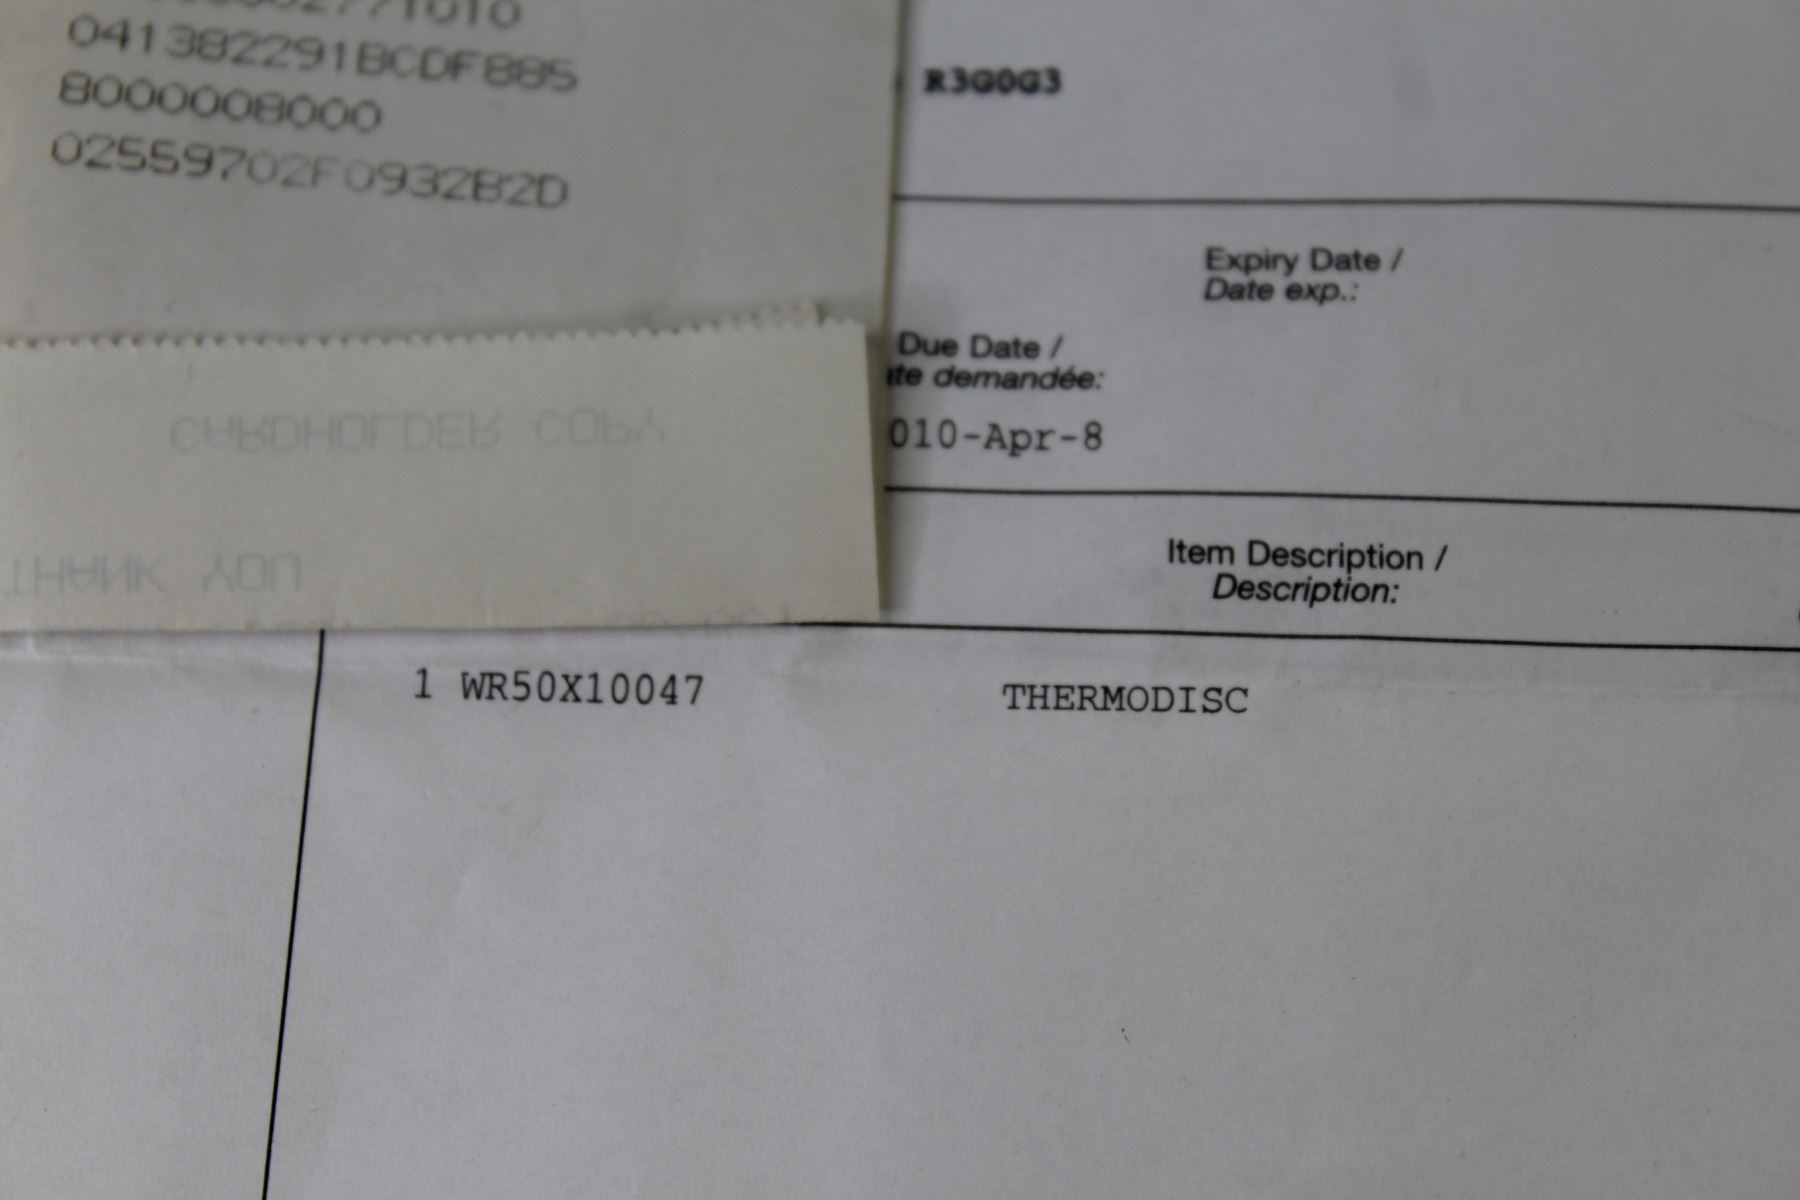 041382291BCDF885
8000008000
02559702F0932B2D
CARDHOLDER COPY
THANK YOU
R3G0G3
Expiry Date /
Date exp.:
Due Date /
demandée:
010-Apr-8
Item Description /
Description:
1 WR50X10047 THERMODISC